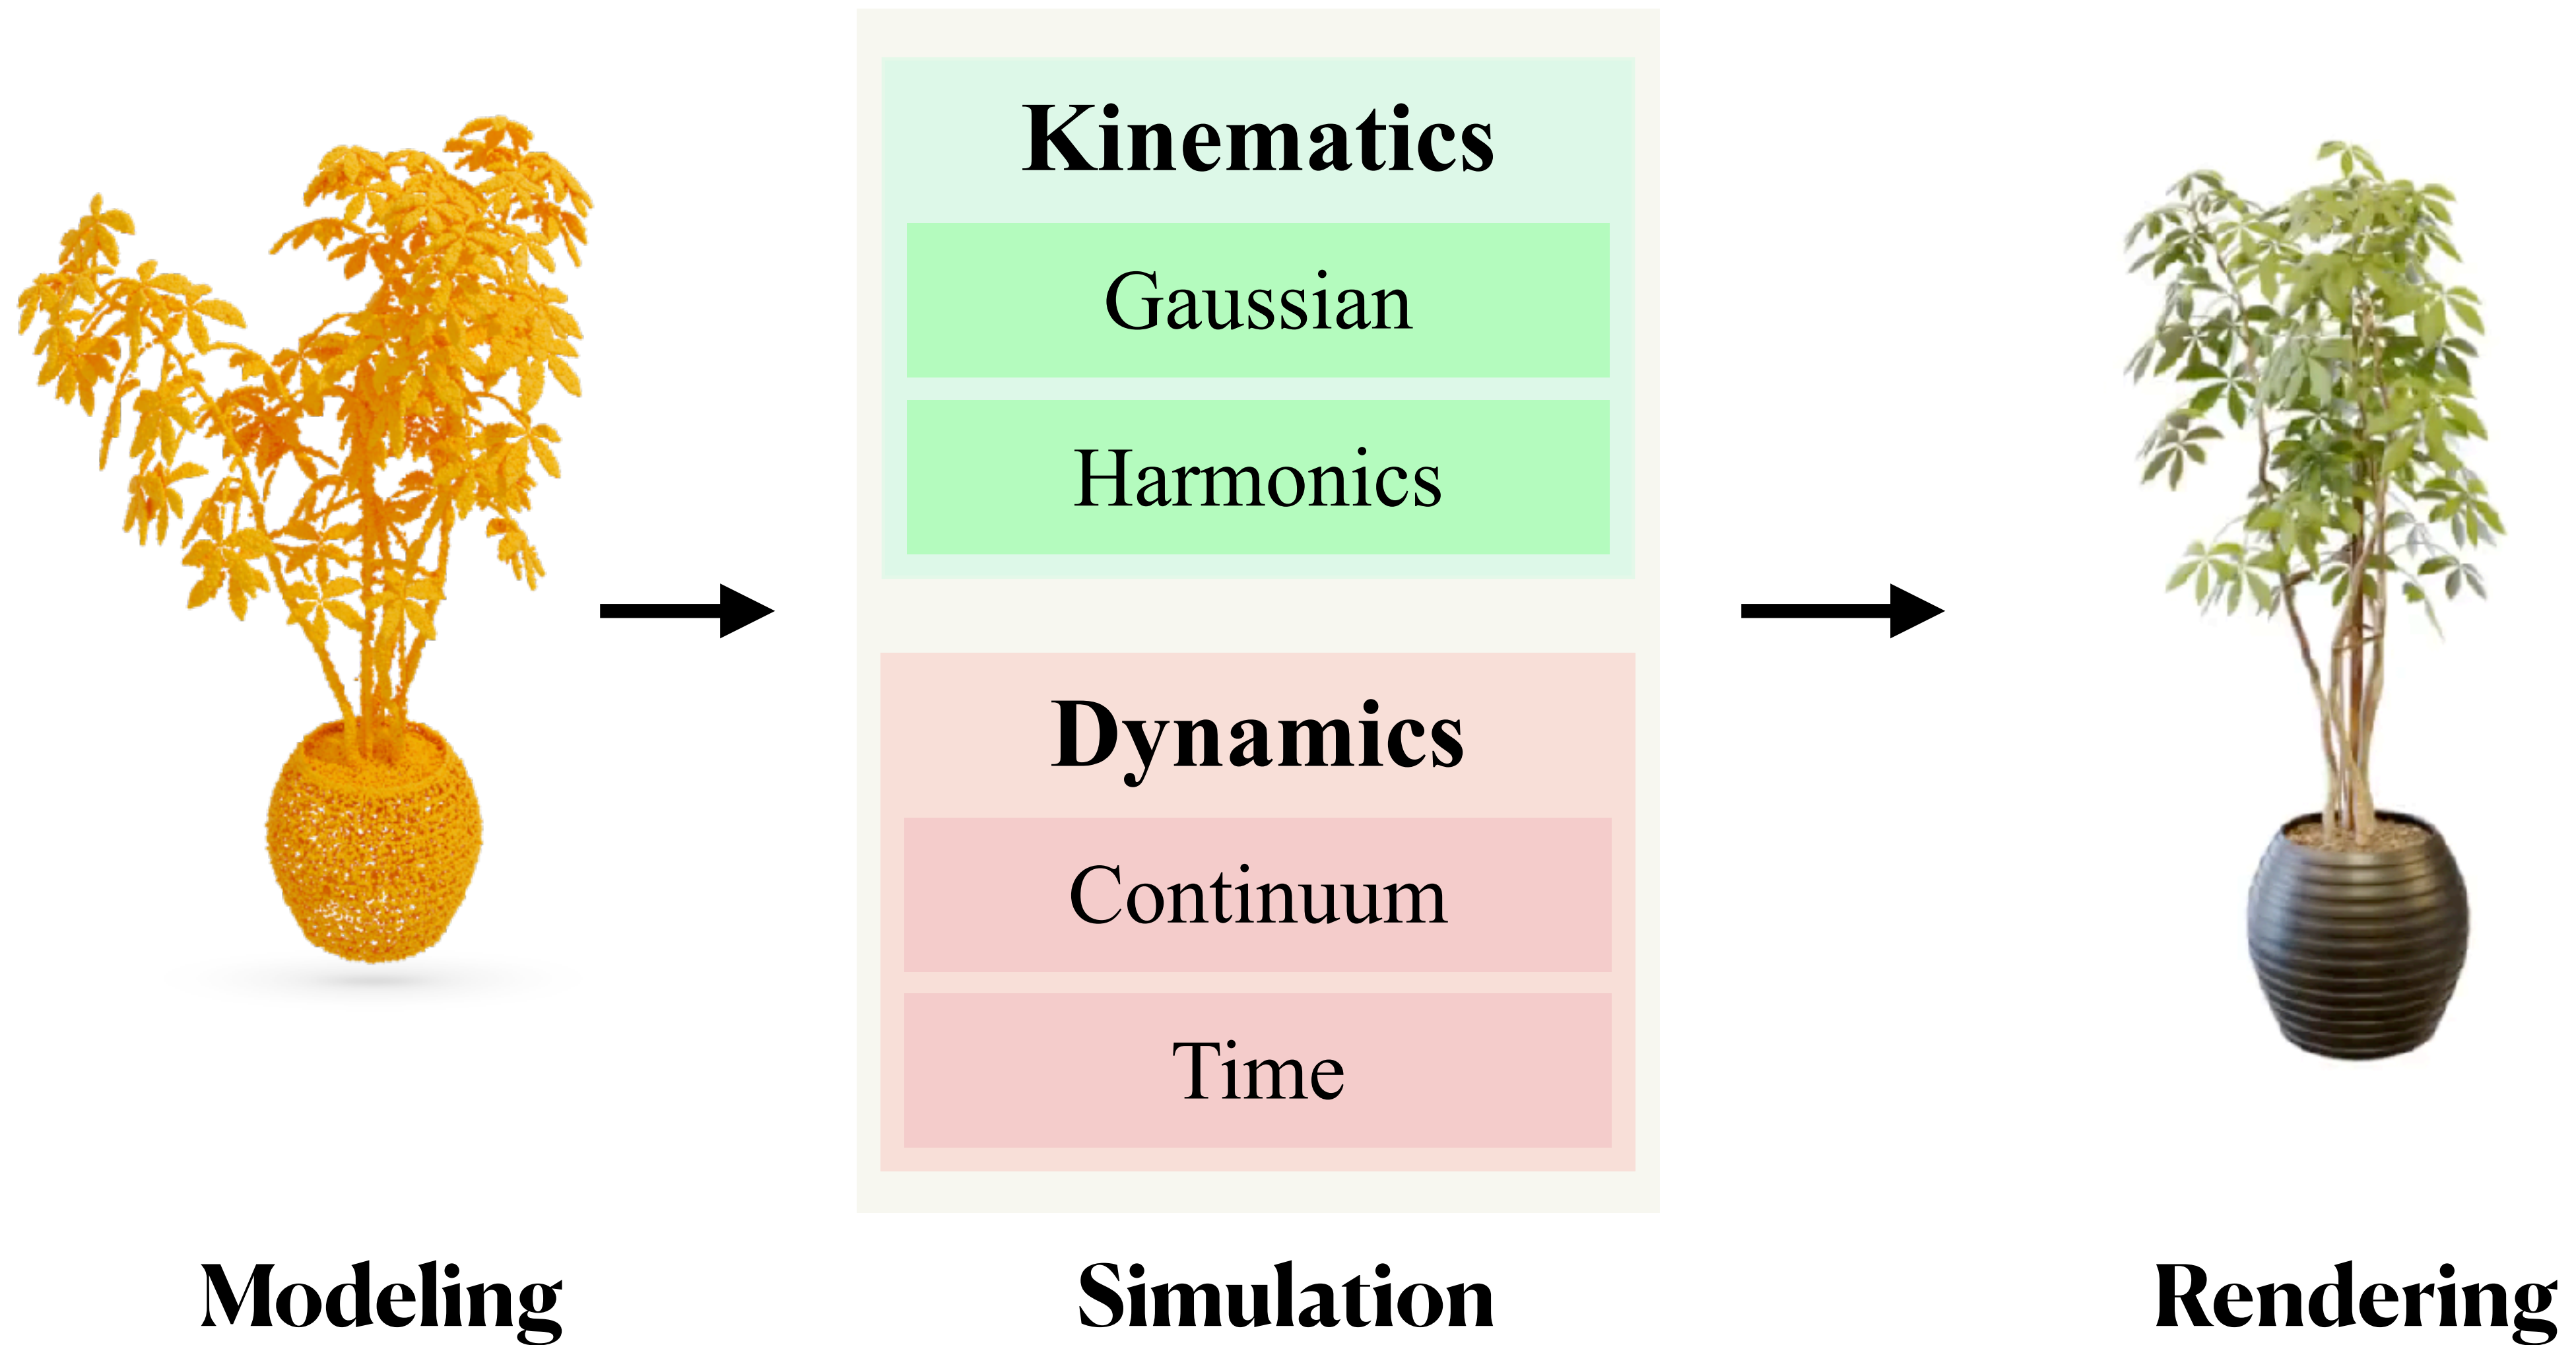 Kinematics
Gaussian
Harmonics
Dynamics
Continuum
Time
Modeling
Simulation
Rendering